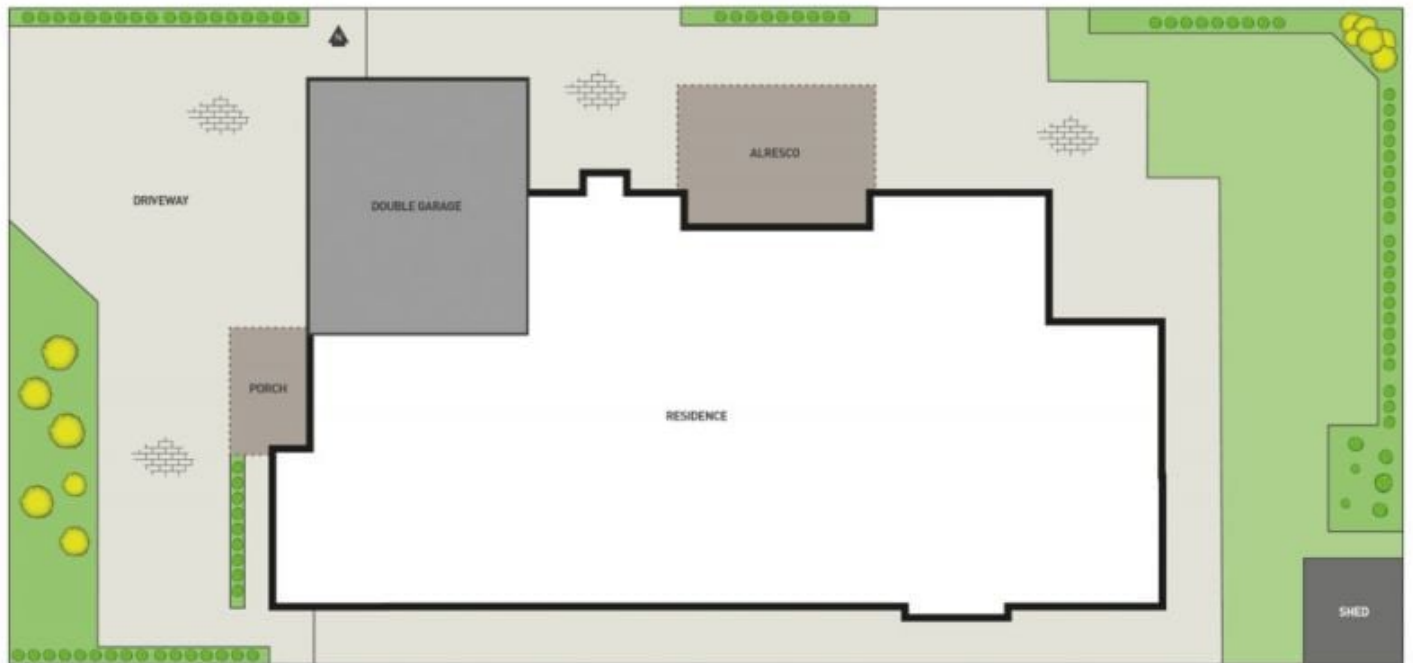 N
ALRESCO
DRIVEWAY
DOUBLE GARAGE
PORCH
RESIDENCE
SHED